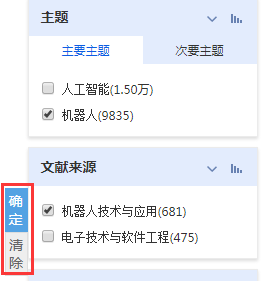 主题
主要主题 次要主题
人工智能(1.50万)
机器人(9835)
文献来源
机器人技术与应用(681)
电子技术与软件工程(475)
确定
清除